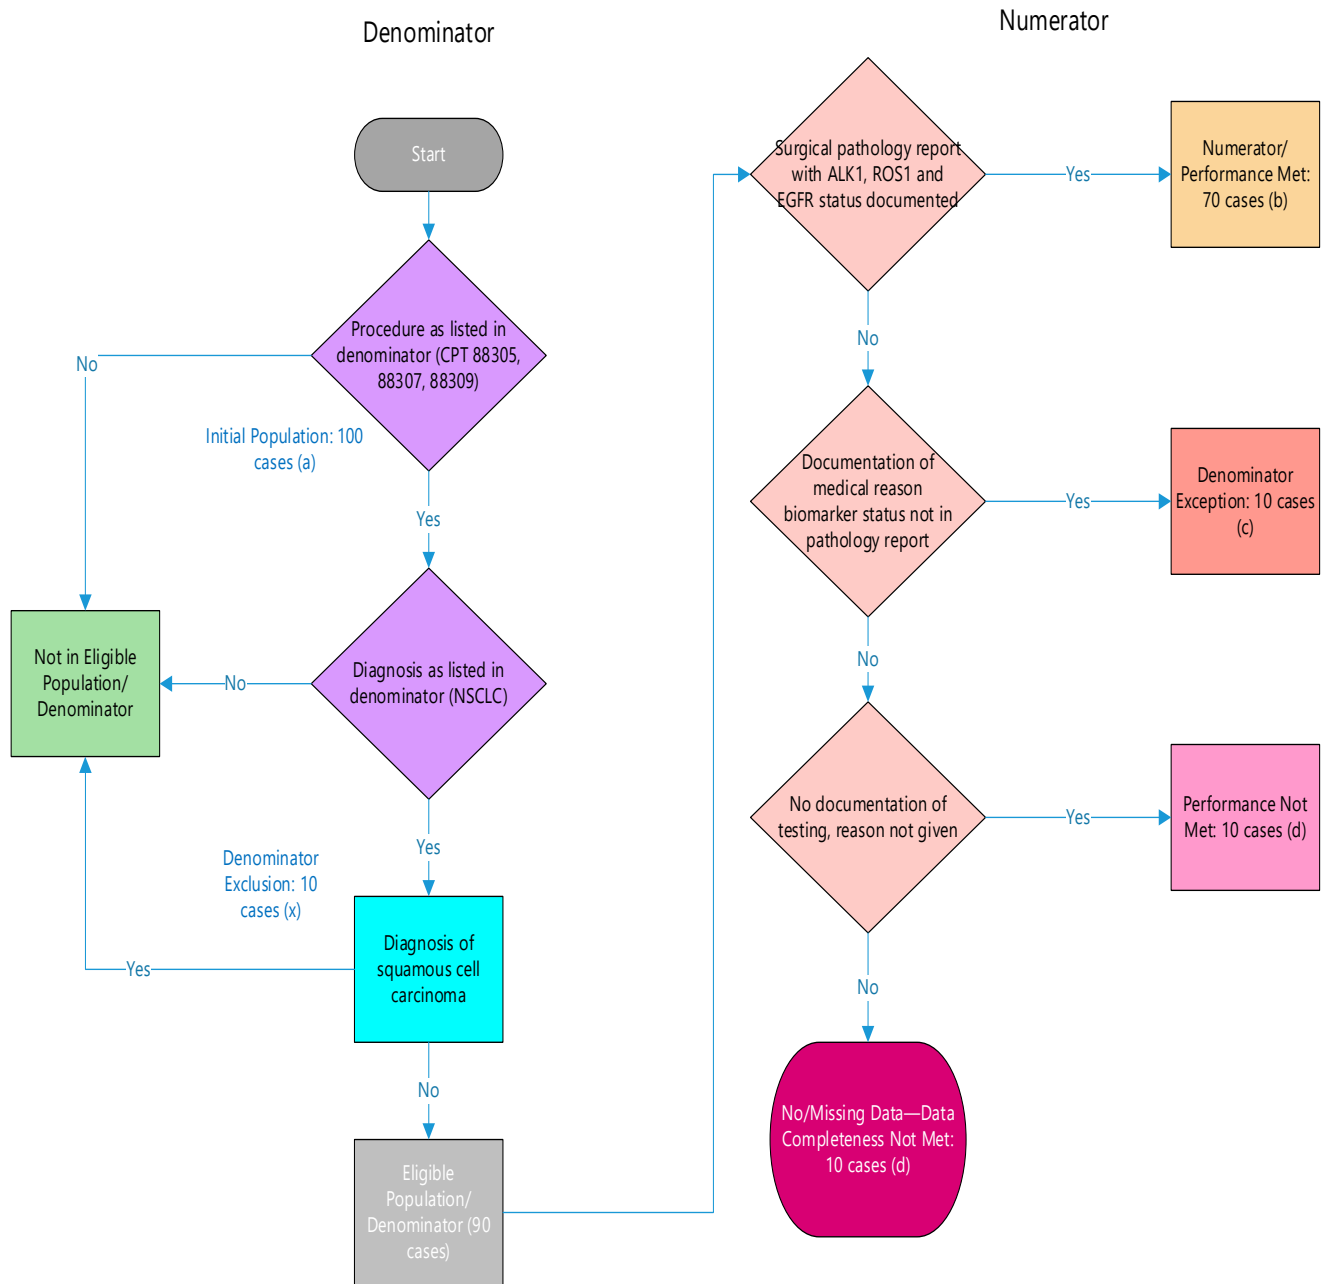 Denominator
Numerator
Start
Procedure as listed in
denominator (CPT 88305,
88307, 88309)
No
Initial Population: 100
cases (a)
Yes
Diagnosis as listed in
denominator (NSCLC)
No
Not in Eligible
Population/
Denominator
Yes
Denominator
Exclusion: 10
cases (x)
Diagnosis of
squamous cell
carcinoma
Yes
No
Eligible
Population/
Denominator (90
cases)
Surgical pathology report
with ALK1, ROS1 and
EGFR status documented
Yes
Numerator/
Performance Met:
70 cases (b)
No
Documentation of
medical reason
biomarker status not in
pathology report
Yes
Denominator
Exception: 10 cases
(c)
No
No documentation of
testing, reason not given
Yes
Performance Not
Met: 10 cases (d)
No
No/Missing Data—Data
Completeness Not Met:
10 cases (d)